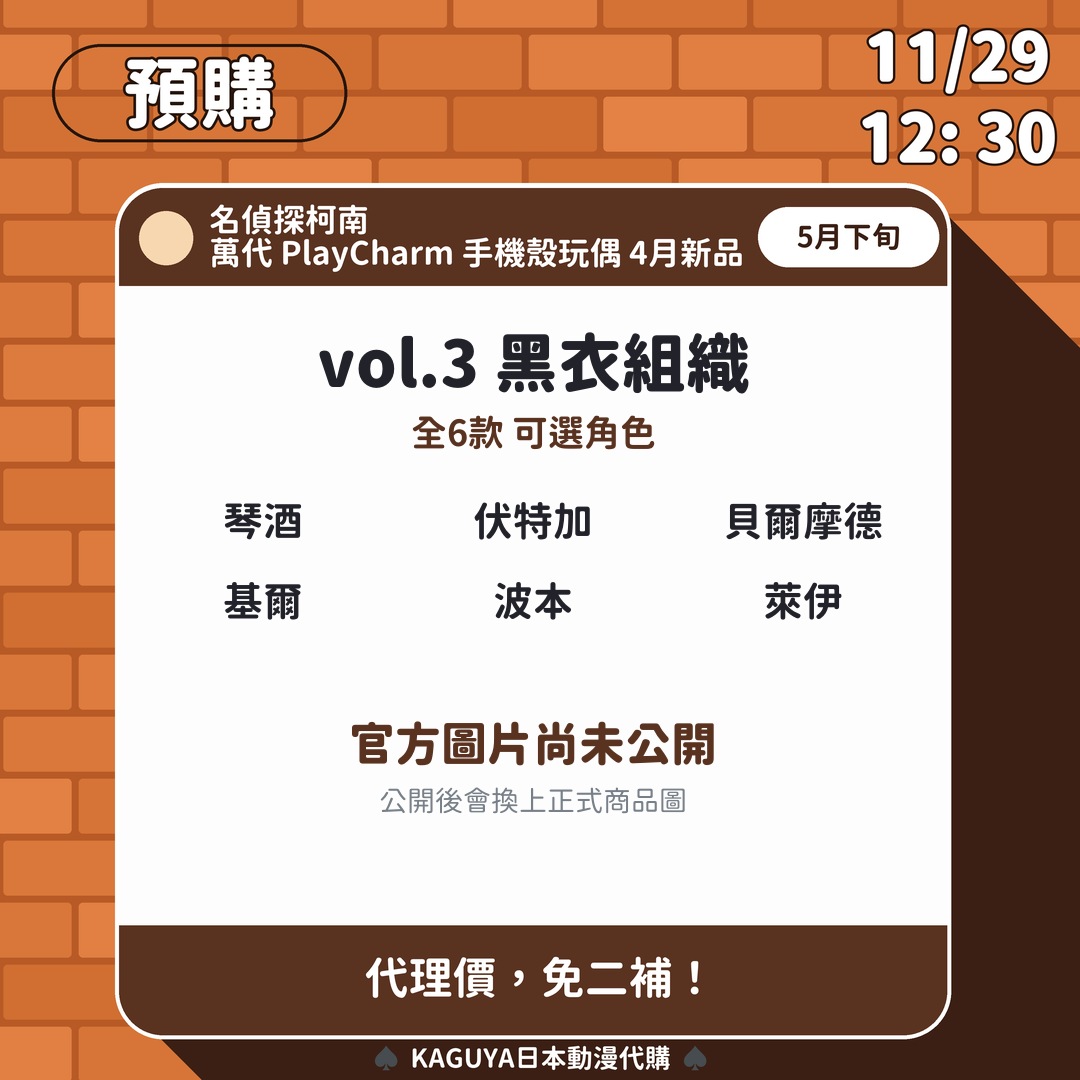 預購
11/29
12: 30
名偵探柯南
萬代 PlayCharm 手機殼玩偶 4月新品
5月下旬
vol.3 黑衣組織
全6款 可選角色
琴酒 伏特加 貝爾摩德
基爾 波本 萊伊
官方圖片尚未公開
公開後會換上正式商品圖
代理價，免二補！
♠ KAGUYA日本動漫代購 ♠